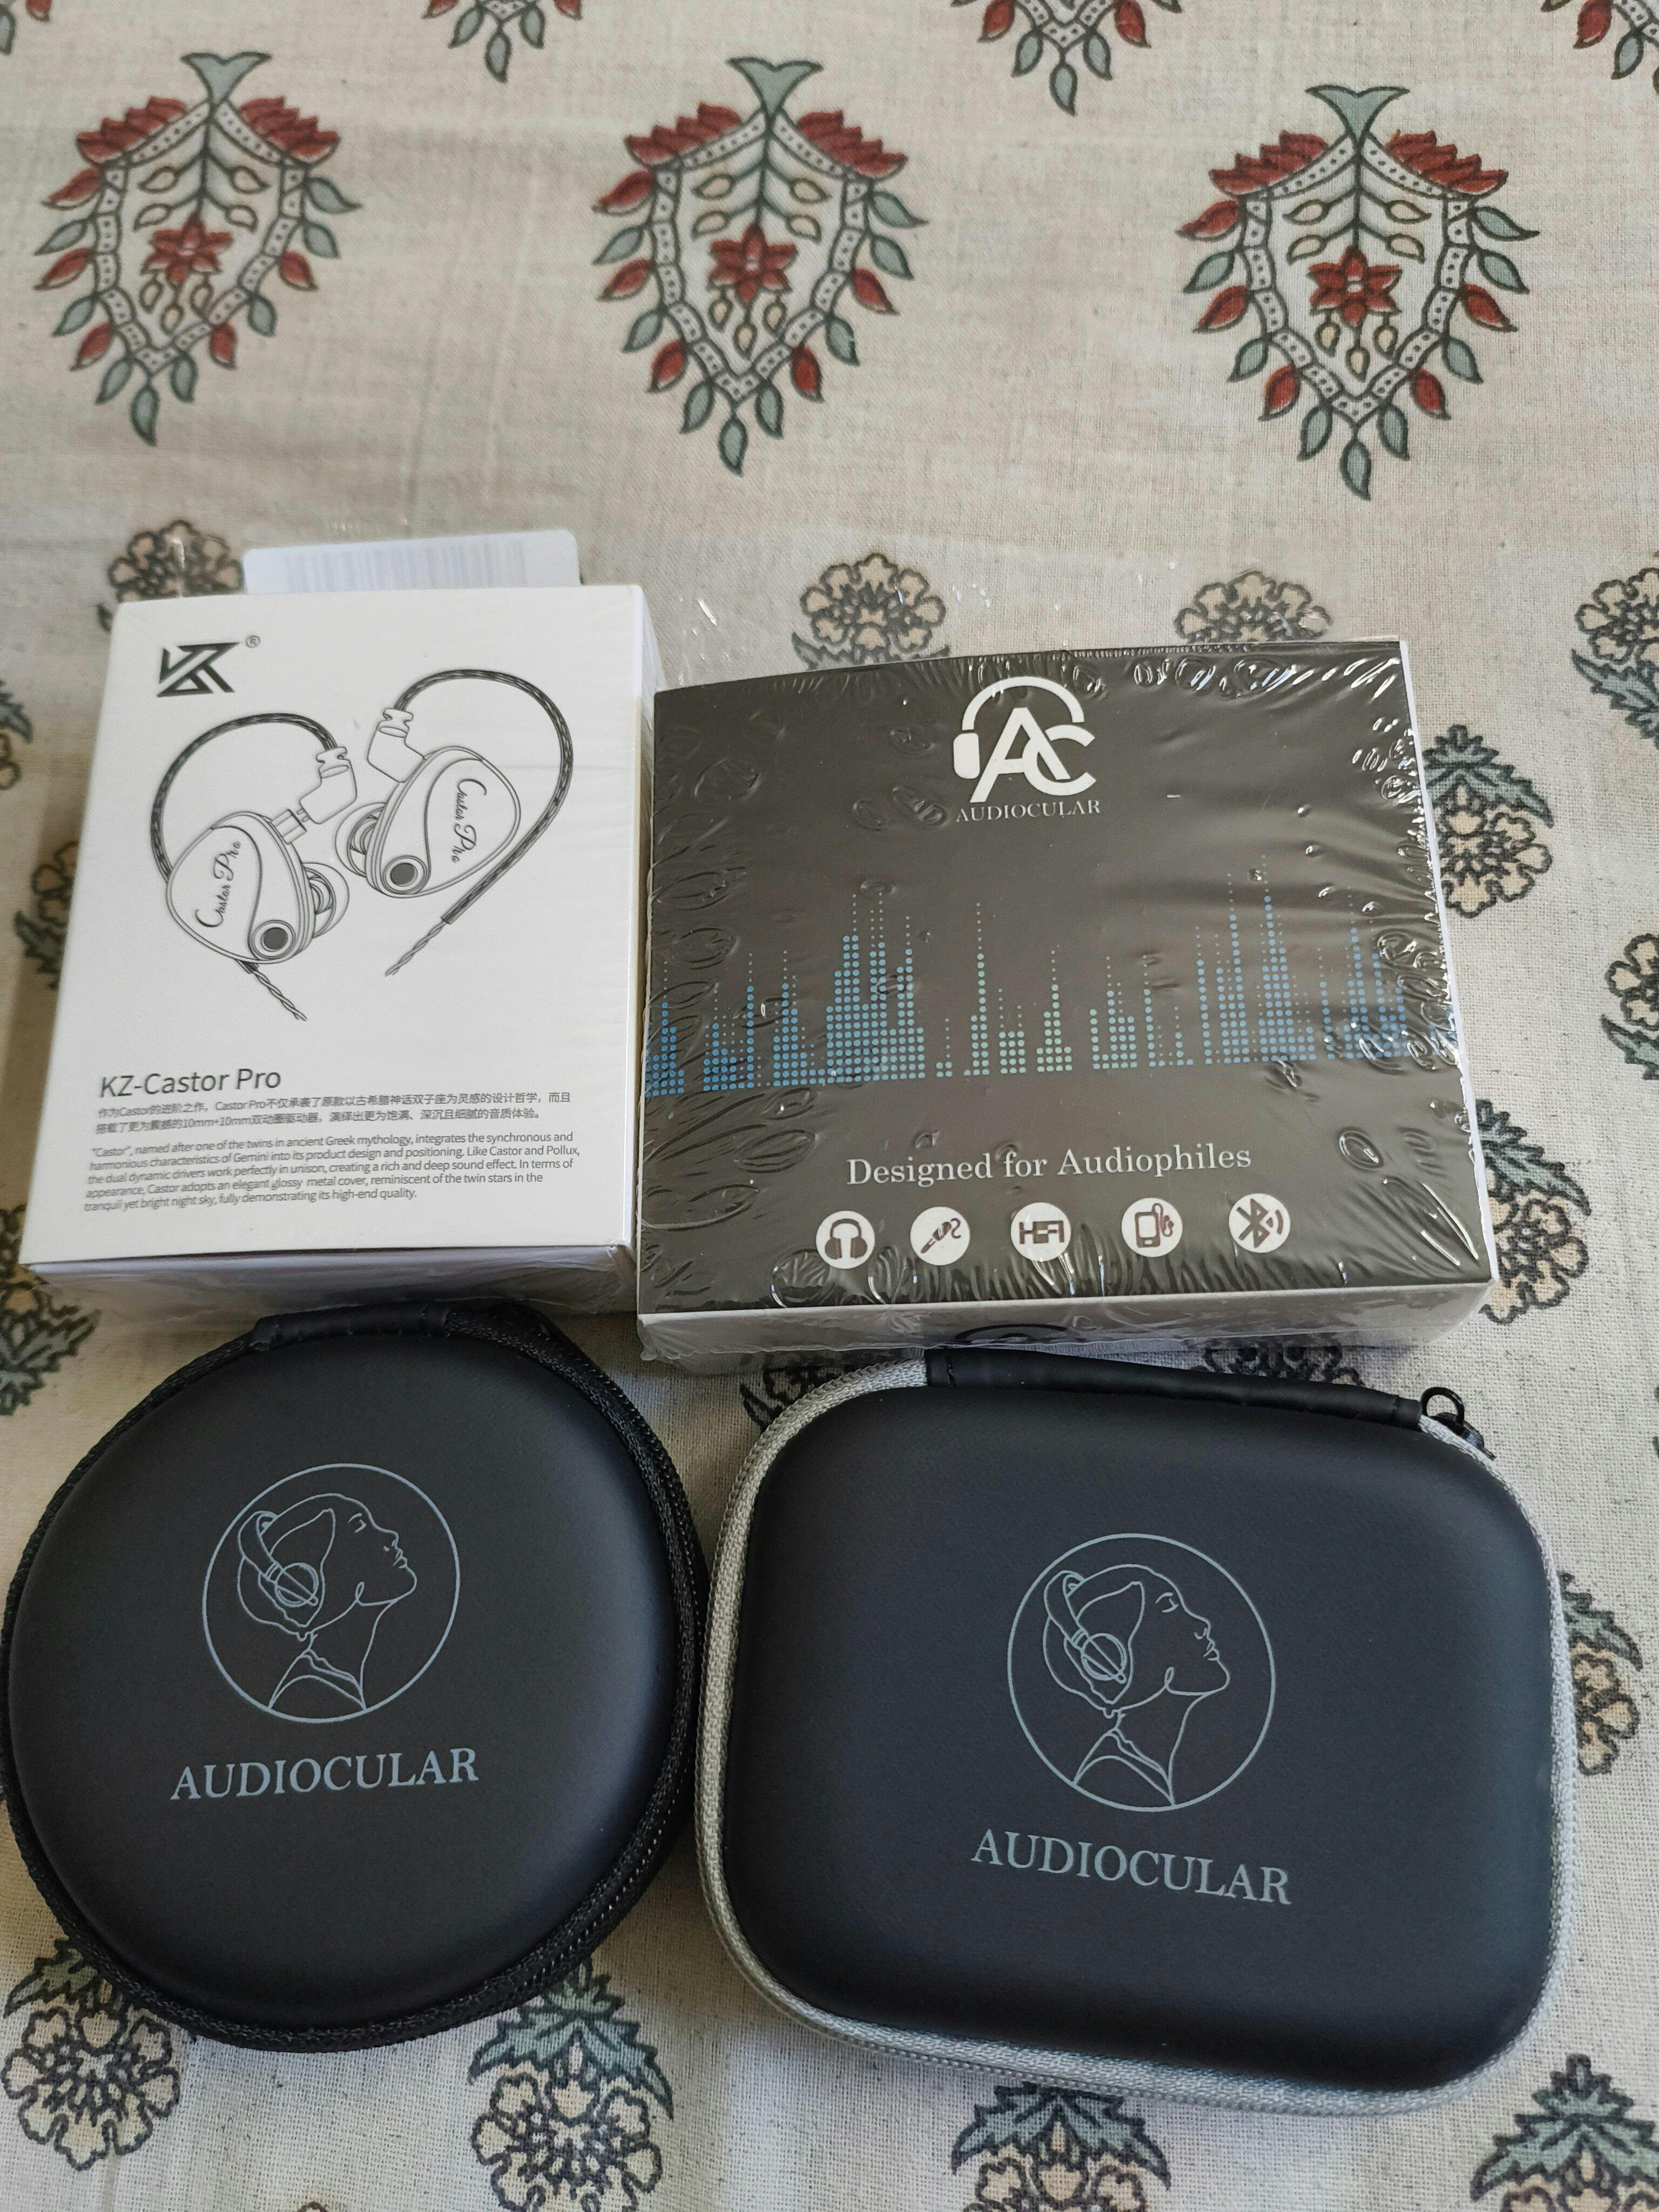 KZ®
Castor Pro
Castor Pro
KZ-Castor Pro
作为Castor的进阶之作，Castor Pro不仅承袭了原款以古希腊神话双子座为灵感的设计哲学，而且
搭载了更为震撼的10mm+10mm双动圈驱动器，演绎出更为饱满、深沉且细腻的音质体验。
"Castor", named after one of the twins in ancient Greek mythology, integrates the synchronous and
harmonious characteristics of Gemini into its product design and positioning. Like Castor and Pollux,
the dual dynamic drivers work perfectly in unison, creating a rich and deep sound effect. In terms of
appearance, Castor adopts an elegant glossy metal cover, reminiscent of the twin stars in the
tranquil yet bright night sky, fully demonstrating its high-end quality.
AC
AUDIOCULAR
Designed for Audiophiles
HiFi
AUDIOCULAR
AUDIOCULAR